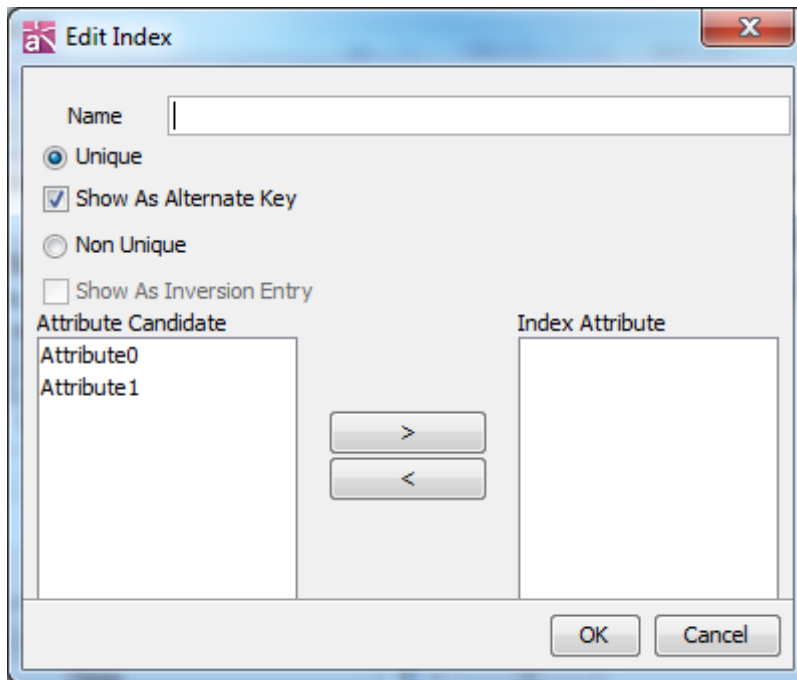 Edit Index
Name
Unique
Show As Alternate Key
Non Unique
Show As Inversion Entry
Attribute Candidate
Index Attribute
Attribute0
Attribute1
>
<
OK
Cancel